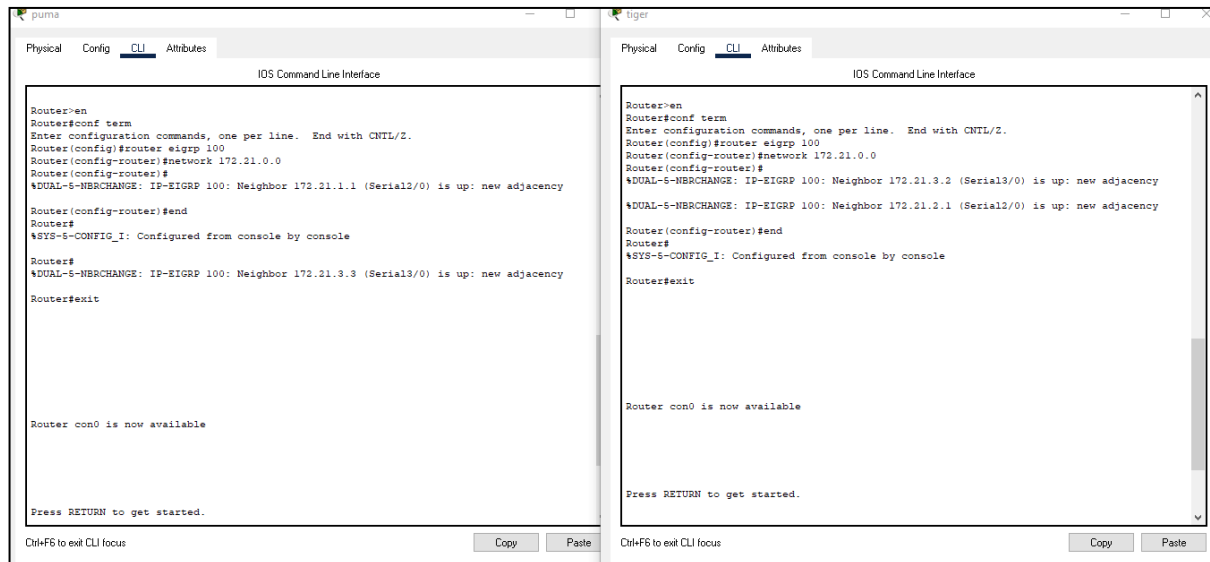 puma
Physical Config CLI Attributes
IOS Command Line Interface
Router>en
Router#conf term
Enter configuration commands, one per line.  End with CNTL/Z.
Router(config)#router eigrp 100
Router(config-router)#network 172.21.0.0
Router(config-router)#
%DUAL-5-NBRCHANGE: IP-EIGRP 100: Neighbor 172.21.1.1 (Serial2/0) is up: new adjacency
Router(config-router)#end
Router#
%SYS-5-CONFIG_I: Configured from console by console
Router#
%DUAL-5-NBRCHANGE: IP-EIGRP 100: Neighbor 172.21.3.3 (Serial3/0) is up: new adjacency
Router#exit
Router con0 is now available
Press RETURN to get started.
Ctrl+F6 to exit CLI focus
Copy
Paste
tiger
Physical Config CLI Attributes
IOS Command Line Interface
Router>en
Router#conf term
Enter configuration commands, one per line.  End with CNTL/Z.
Router(config)#router eigrp 100
Router(config-router)#network 172.21.0.0
Router(config-router)#
%DUAL-5-NBRCHANGE: IP-EIGRP 100: Neighbor 172.21.3.2 (Serial3/0) is up: new adjacency
%DUAL-5-NBRCHANGE: IP-EIGRP 100: Neighbor 172.21.2.1 (Serial2/0) is up: new adjacency
Router(config-router)#end
Router#
%SYS-5-CONFIG_I: Configured from console by console
Router#exit
Router con0 is now available
Press RETURN to get started.
Ctrl+F6 to exit CLI focus
Copy
Paste